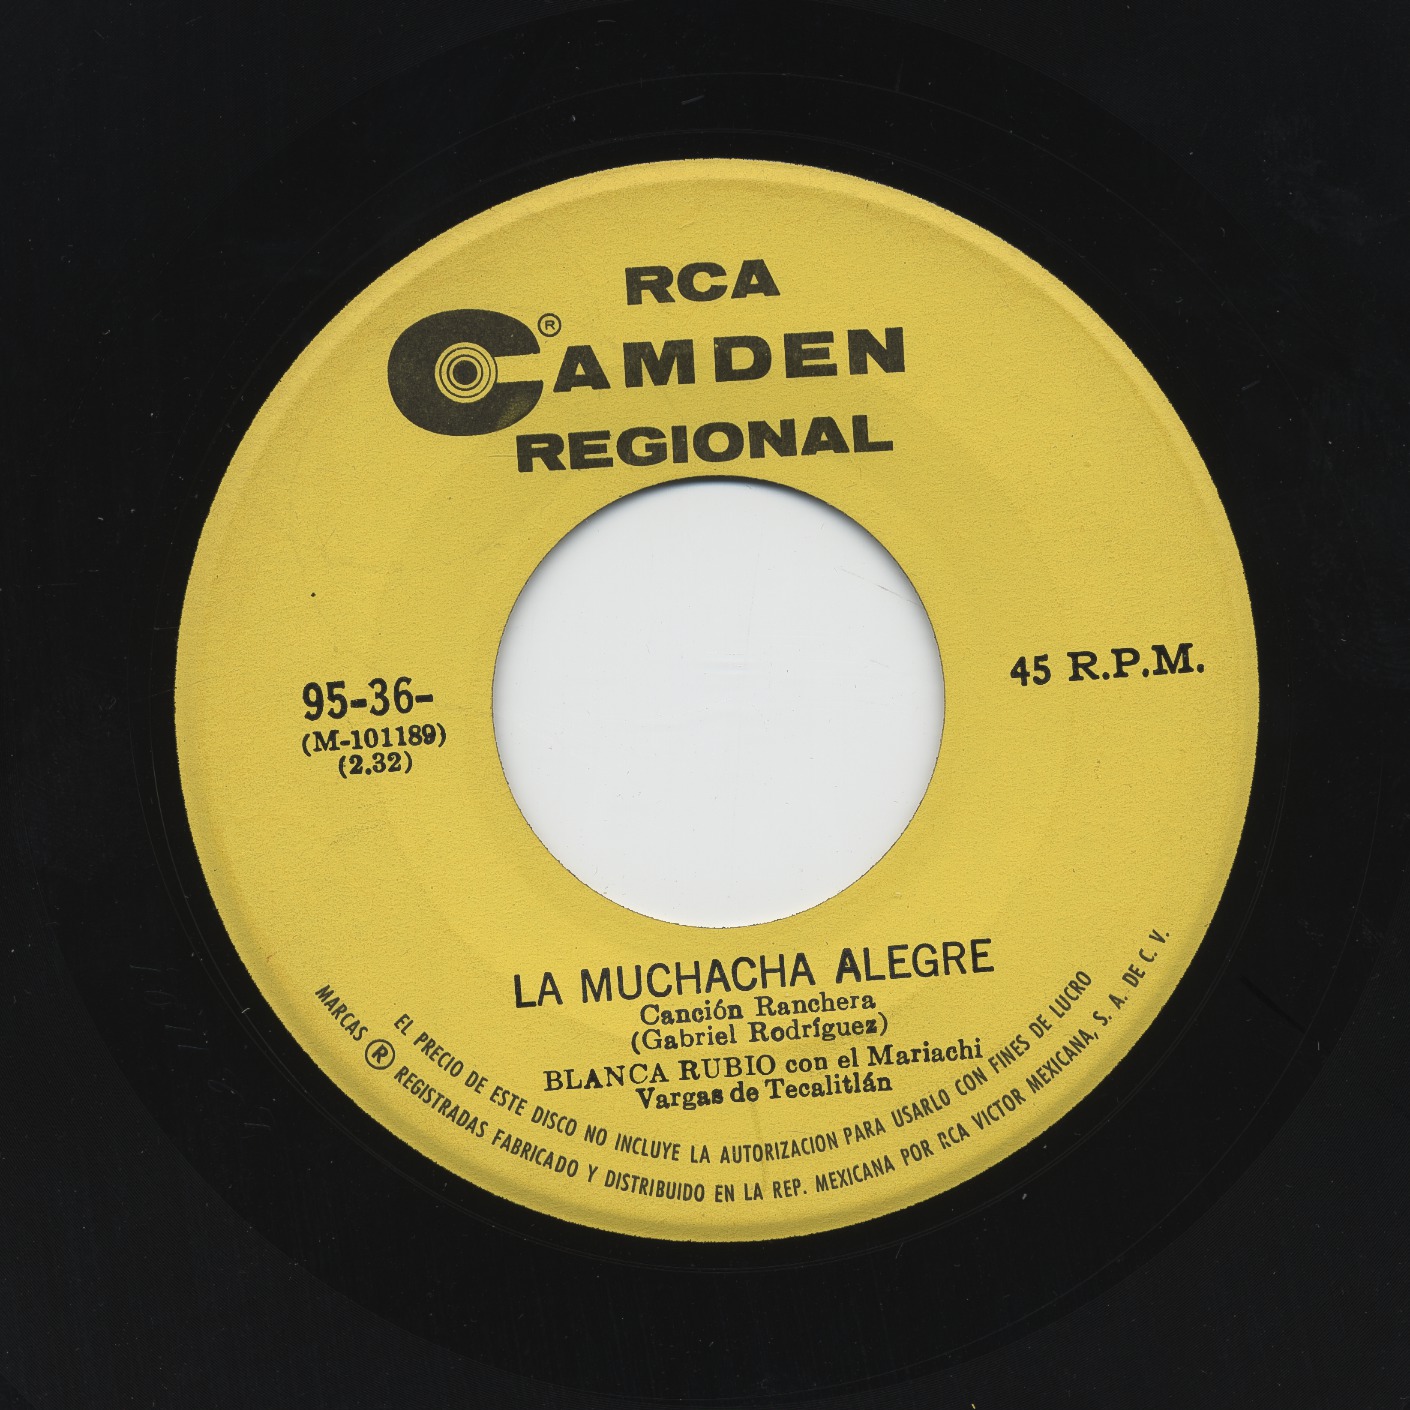 RCA
CAMDEN®
REGIONAL
45 R.P.M.
95-36-
(M-101189)
(2.32)
LA MUCHACHA ALEGRE
Canción Ranchera
(Gabriel Rodríguez)
BLANCA RUBIO con el Mariachi
Vargas de Tecalitlán
EL PRECIO DE ESTE DISCO NO INCLUYE LA AUTORIZACION PARA USARLO CON FINES DE LUCRO
MARCAS ® REGISTRADAS FABRICADO Y DISTRIBUIDO EN LA REP. MEXICANA POR RCA VICTOR MEXICANA, S. A. DE C. V.